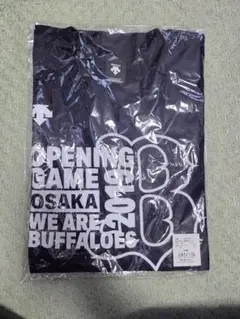 OPENING
GAME
OSAKA
WE ARE
BUFFALOES
2019